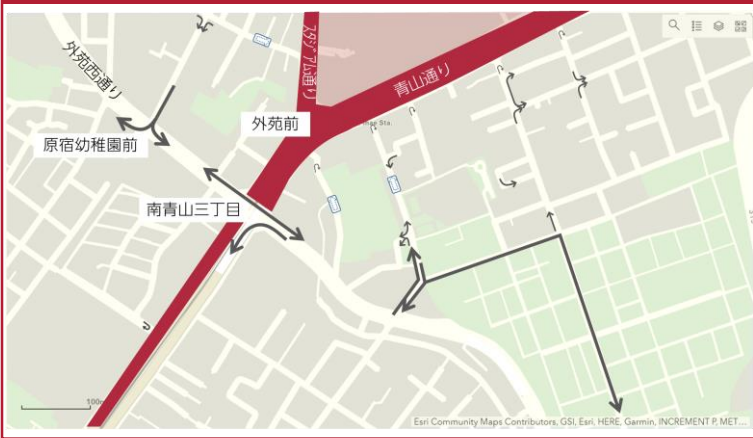 外苑西通り
スタジアム通り
青山通り
外苑前
原宿幼稚園前
南青山三丁目
Sta.
Esri Community Maps Contributors, GSI, Esri, HERE, Garmin, INCREMENT P, MET...